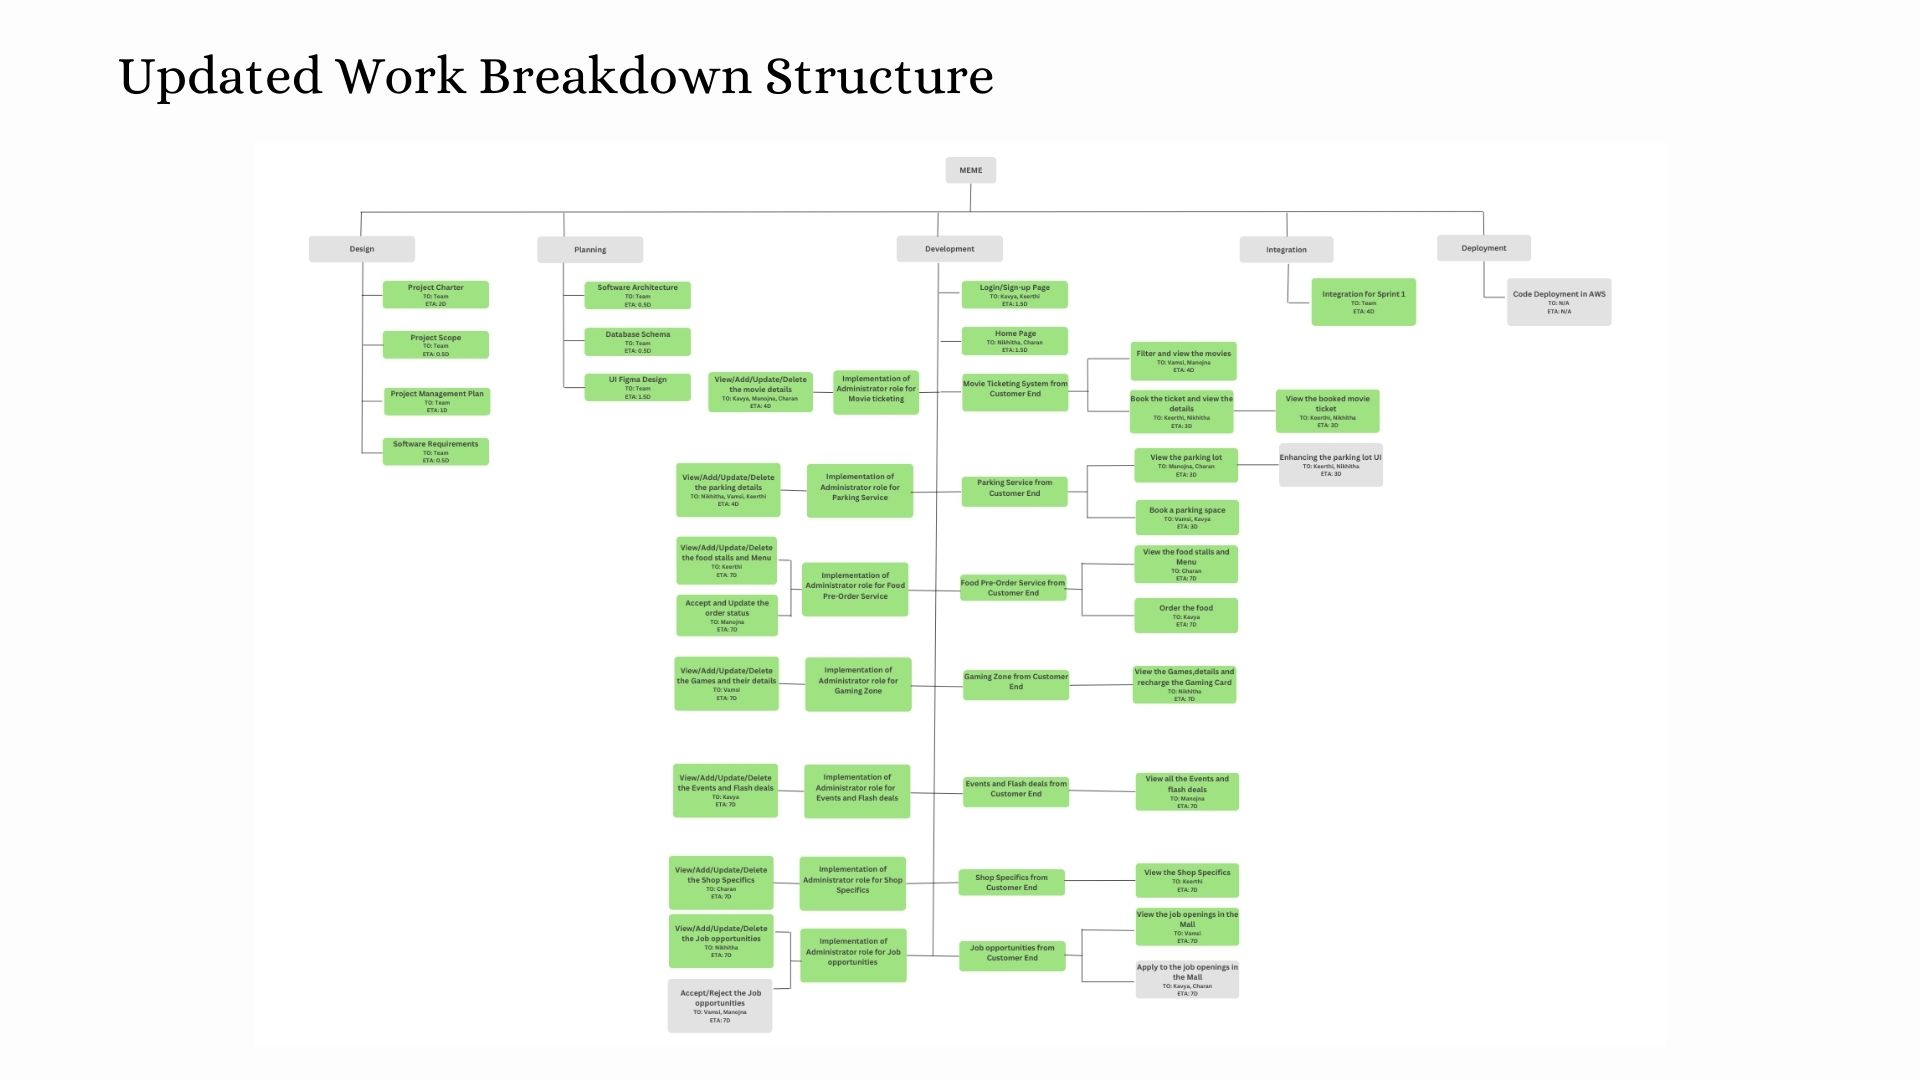 Updated Work Breakdown Structure
MEME
Design
Planning
Development
Integration
Deployment
Project Charter
TO: Team
ETA: 2D
Project Scope
TO: Team
ETA: 0.5D
Project Management Plan
TO: Team
ETA: 1D
Software Requirements
TO: Team
ETA: 0.5D
Software Architecture
TO: Team
ETA: 0.5D
Database Schema
TO: Team
ETA: 0.5D
UI Figma Design
TO: Team
ETA: 1.5D
Login/Sign-up Page
TO: Kavya, Keerthi
ETA: 1.5D
Home Page
TO: Nikhitha, Charan
ETA: 1.5D
Integration for Sprint 1
TO: Team
ETA: 4D
Code Deployment in AWS
TO: N/A
ETA: N/A
View/Add/Update/Delete
the movie details
TO: Kavya, Manojna, Charan
ETA: 4D
Implementation of
Administrator role for
Movie ticketing
Movie Ticketing System from
Customer End
Filter and view the movies
TO: Vamsi, Manojna
ETA: 4D
Book the ticket and view the
details
TO: Keerthi, Nikhitha
ETA: 3D
View the booked movie
ticket
TO: Keerthi, Nikhitha
ETA: 3D
View/Add/Update/Delete
the parking details
TO: Nikhitha, Vamsi, Keerthi
ETA: 4D
Implementation of
Administrator role for
Parking Service
Parking Service from
Customer End
View the parking lot
TO: Manojna, Charan
ETA: 3D
Enhancing the parking lot UI
TO: Keerthi, Nikhitha
ETA: 3D
Book a parking space
TO: Vamsi, Kavya
ETA: 3D
View/Add/Update/Delete
the food stalls and Menu
TO: Keerthi
ETA: 7D
Accept and Update the
order status
TO: Manojna
ETA: 7D
Implementation of
Administrator role for Food
Pre-Order Service
Food Pre-Order Service from
Customer End
View the food stalls and
Menu
TO: Charan
ETA: 7D
Order the food
TO: Kavya
ETA: 7D
View/Add/Update/Delete
the Games and their details
TO: Vamsi
ETA: 7D
Implementation of
Administrator role for
Gaming Zone
Gaming Zone from Customer
End
View the Games,details and
recharge the Gaming Card
TO: Nikhitha
ETA: 7D
View/Add/Update/Delete
the Events and Flash deals
TO: Kavya
ETA: 7D
Implementation of
Administrator role for
Events and Flash deals
Events and Flash deals from
Customer End
View all the Events and
flash deals
TO: Manojna
ETA: 7D
View/Add/Update/Delete
the Shop Specifics
TO: Charan
ETA: 7D
Implementation of
Administrator role for Shop
Specifics
Shop Specifics from
Customer End
View the Shop Specifics
TO: Keerthi
ETA: 7D
View/Add/Update/Delete
the Job opportunities
TO: Nikhitha
ETA: 7D
Accept/Reject the Job
opportunities
TO: Vamsi, Manojna
ETA: 7D
Implementation of
Administrator role for Job
opportunities
Job opportunities from
Customer End
View the job openings in the
Mall
TO: Vamsi
ETA: 7D
Apply to the job openings in
the Mall
TO: Kavya, Charan
ETA: 7D